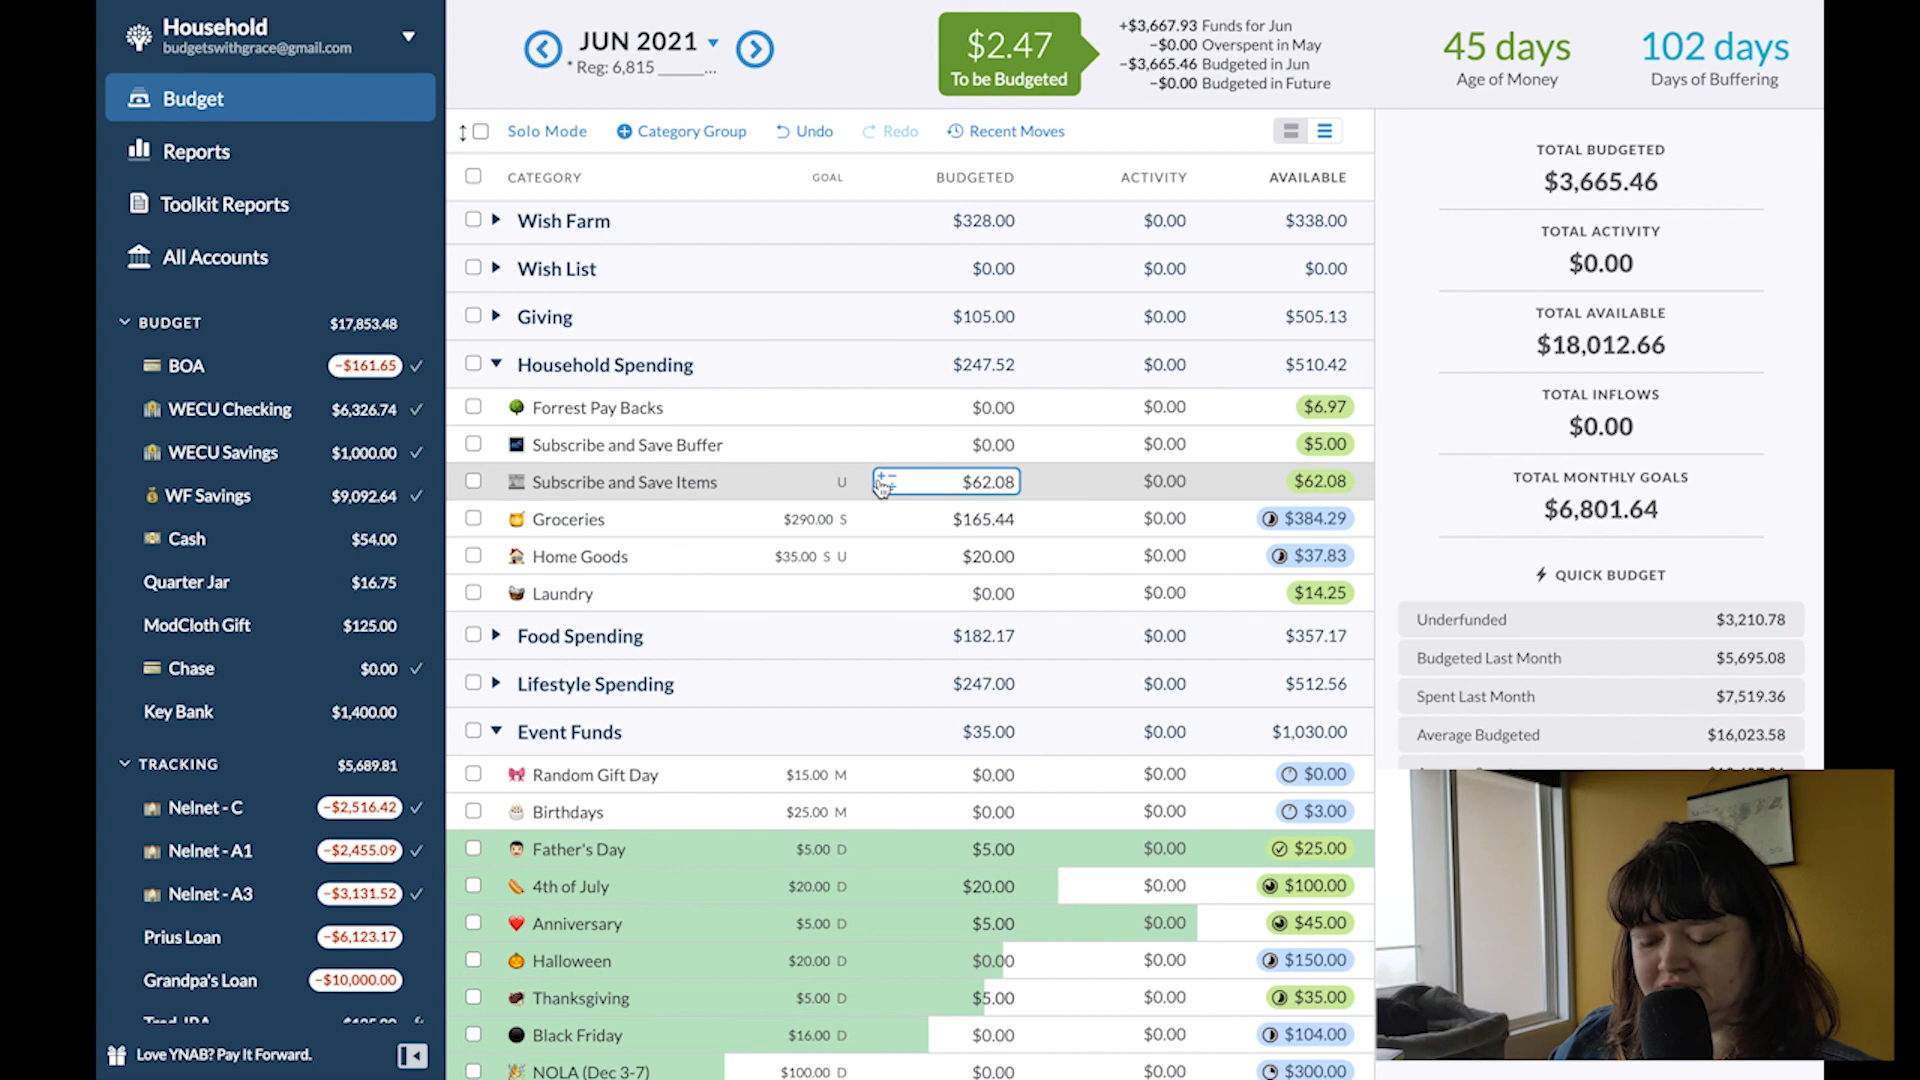 Household
budgetswithgrace@gmail.com
Budget
Reports
Toolkit Reports
All Accounts
BUDGET $17,853.48
BOA -$161.65
WECU Checking $6,326.74
WECU Savings $1,000.00
WF Savings $9,092.64
Cash $54.00
Quarter Jar $16.75
ModCloth Gift $125.00
Chase $0.00
Key Bank $1,400.00
TRACKING $5,689.81
Nelnet - C -$2,516.42
Nelnet - A1 -$2,455.09
Nelnet - A3 -$3,131.52
Prius Loan -$6,123.17
Grandpa's Loan -$10,000.00
Love YNAB? Pay It Forward.
JUN 2021
* Reg: 6,815 ______...
$2.47
To be Budgeted
+$3,667.93 Funds for Jun
-$0.00 Overspent in May
-$3,665.46 Budgeted in Jun
-$0.00 Budgeted in Future
45 days
Age of Money
102 days
Days of Buffering
Solo Mode Category Group Undo Redo Recent Moves
CATEGORY GOAL BUDGETED ACTIVITY AVAILABLE
Wish Farm $328.00 $0.00 $338.00
Wish List $0.00 $0.00 $0.00
Giving $105.00 $0.00 $505.13
Household Spending $247.52 $0.00 $510.42
Forrest Pay Backs $0.00 $0.00 $6.97
Subscribe and Save Buffer $0.00 $0.00 $5.00
Subscribe and Save Items U $62.08 $0.00 $62.08
Groceries $290.00 S $165.44 $0.00 $384.29
Home Goods $35.00 S U $20.00 $0.00 $37.83
Laundry $0.00 $0.00 $14.25
Food Spending $182.17 $0.00 $357.17
Lifestyle Spending $247.00 $0.00 $512.56
Event Funds $35.00 $0.00 $1,030.00
Random Gift Day $15.00 M $0.00 $0.00 $0.00
Birthdays $25.00 M $0.00 $0.00 $3.00
Father's Day $5.00 D $5.00 $0.00 $25.00
4th of July $20.00 D $20.00 $0.00 $100.00
Anniversary $5.00 D $5.00 $0.00 $45.00
Halloween $20.00 D $0.00 $0.00 $150.00
Thanksgiving $5.00 D $5.00 $0.00 $35.00
Black Friday $16.00 D $0.00 $0.00 $104.00
NOLA (Dec 3-7) $100.00 D $0.00 $0.00 $300.00
TOTAL BUDGETED
$3,665.46
TOTAL ACTIVITY
$0.00
TOTAL AVAILABLE
$18,012.66
TOTAL INFLOWS
$0.00
TOTAL MONTHLY GOALS
$6,801.64
QUICK BUDGET
Underfunded $3,210.78
Budgeted Last Month $5,695.08
Spent Last Month $7,519.36
Average Budgeted $16,023.58